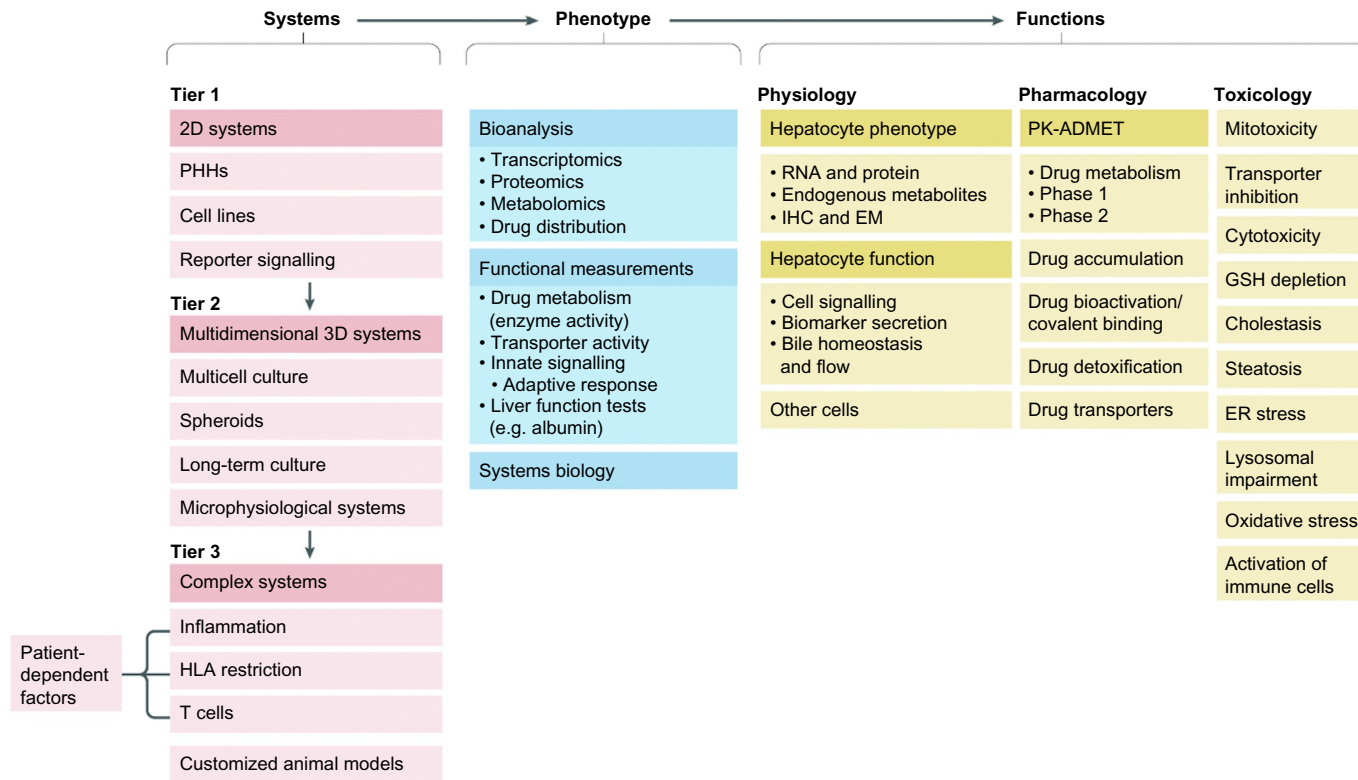 Systems
Phenotype
Functions
Tier 1
2D systems
PHHs
Cell lines
Reporter signalling
Tier 2
Multidimensional 3D systems
Multicell culture
Spheroids
Long-term culture
Microphysiological systems
Tier 3
Complex systems
Inflammation
HLA restriction
T cells
Customized animal models
Patient-
dependent
factors
Bioanalysis
• Transcriptomics
• Proteomics
• Metabolomics
• Drug distribution
Functional measurements
• Drug metabolism
(enzyme activity)
• Transporter activity
• Innate signalling
• Adaptive response
• Liver function tests
(e.g. albumin)
Systems biology
Physiology
Hepatocyte phenotype
• RNA and protein
• Endogenous metabolites
• IHC and EM
Hepatocyte function
• Cell signalling
• Biomarker secretion
• Bile homeostasis
and flow
Other cells
Pharmacology
PK-ADMET
• Drug metabolism
• Phase 1
• Phase 2
Drug accumulation
Drug bioactivation/
covalent binding
Drug detoxification
Drug transporters
Toxicology
Mitotoxicity
Transporter
inhibition
Cytotoxicity
GSH depletion
Cholestasis
Steatosis
ER stress
Lysosomal
impairment
Oxidative stress
Activation of
immune cells